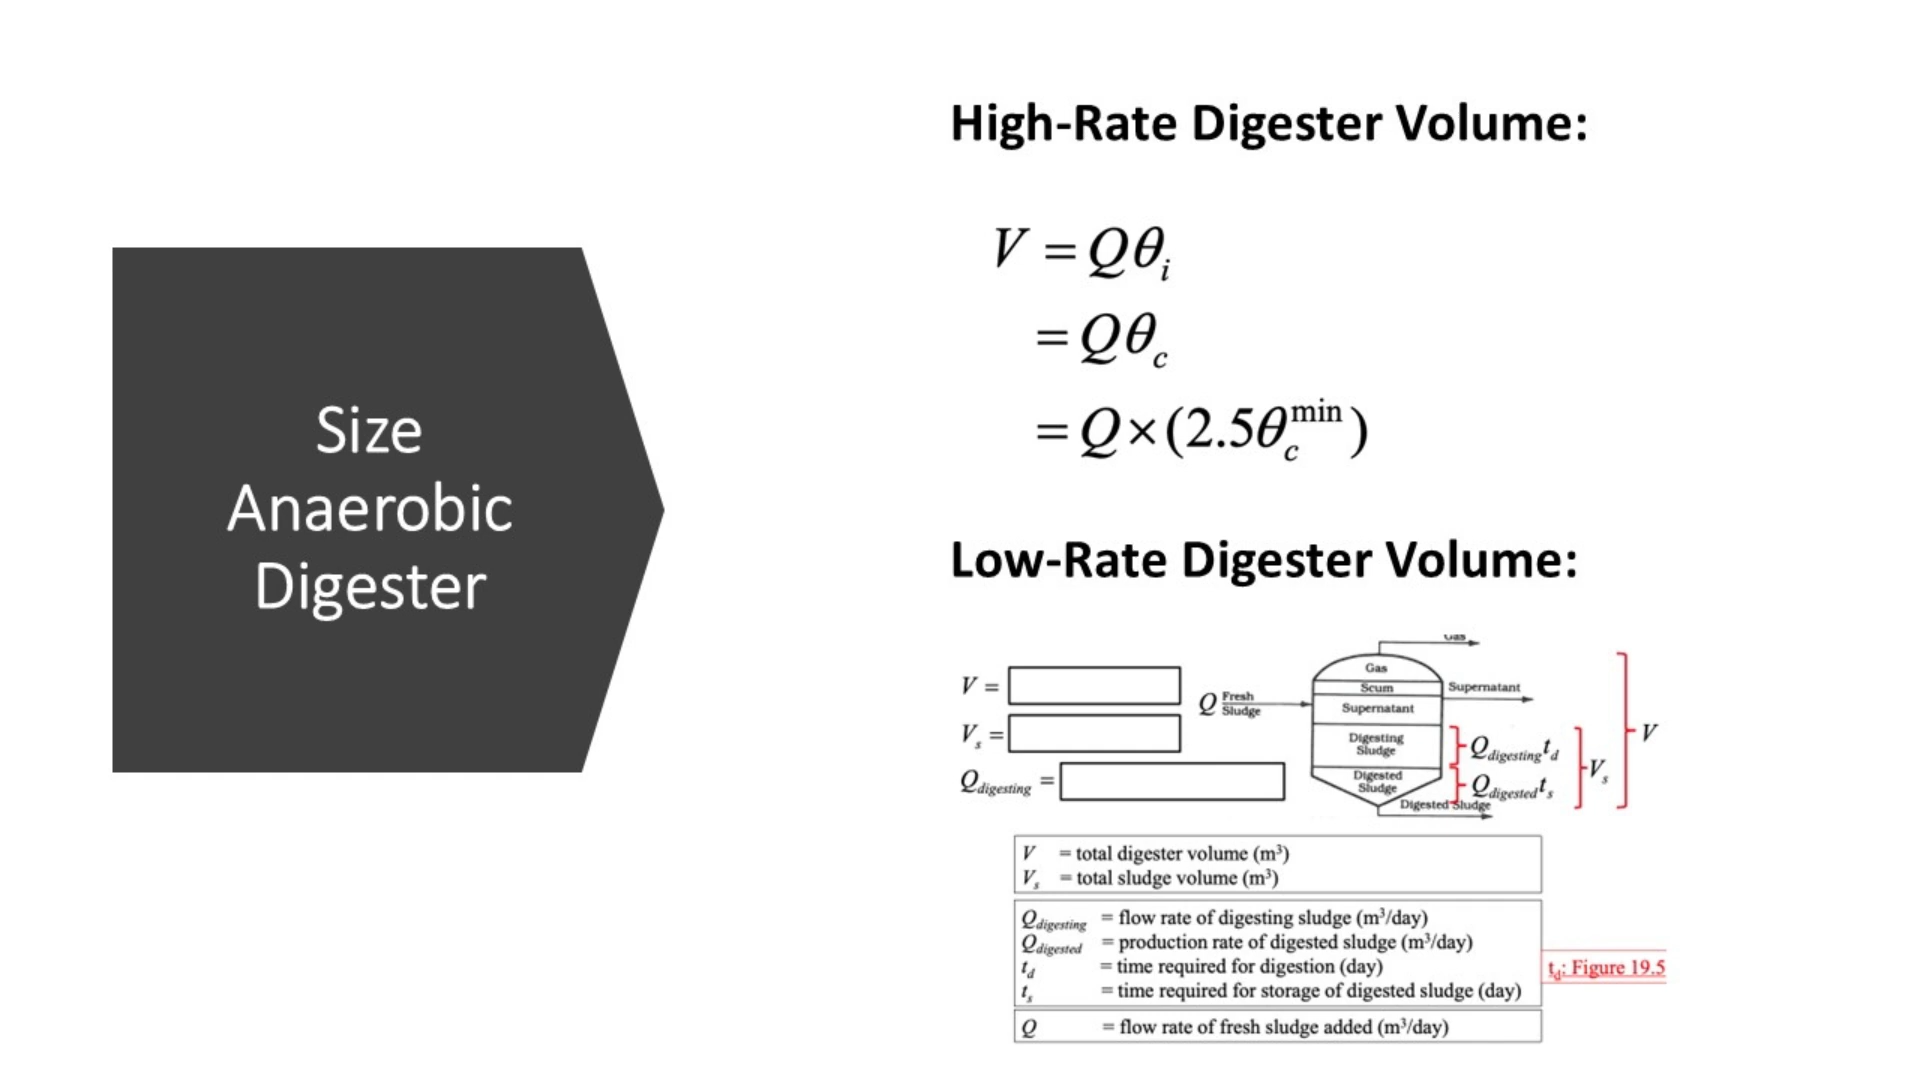 Size
Anaerobic
Digester
High-Rate Digester Volume:
V = Qθi
= Qθc
= Q×(2.5θc^min)
Low-Rate Digester Volume:
V =
Vs =
Qdigesting =
Q Fresh Sludge
Gas
Gas
Scum
Supernatant
Supernatant
Digesting
Sludge
Digested
Sludge
Digested Sludge
Qdigesting td
Qdigested ts
Vs
V
V = total digester volume (m³)
Vs = total sludge volume (m³)
Qdigesting = flow rate of digesting sludge (m³/day)
Qdigested = production rate of digested sludge (m³/day)
td = time required for digestion (day)
ts = time required for storage of digested sludge (day)
td: Figure 19.5
Q = flow rate of fresh sludge added (m³/day)